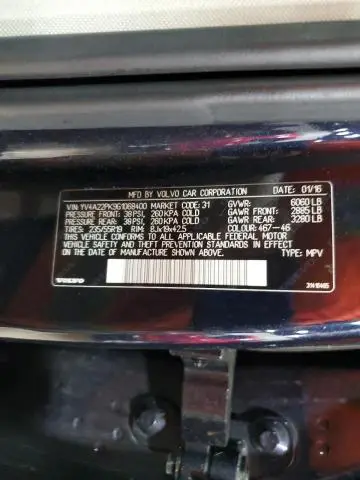 MFD. BY VOLVO CAR CORPORATION DATE: 01/16
VIN: YV4A22PK9G1068400 MARKET CODE: 31 GVWR: 6060 LB
TIRE PRESSURE FRONT: 38 PSI, 260 KPA COLD GAWR FRONT: 2885 LB
TIRE PRESSURE REAR: 38 PSI, 260 KPA COLD GAWR REAR: 3280 LB
TIRES: 235/55R19 RIM: 8Jx19x42.5 COLOUR: 467-46
THIS VEHICLE CONFORMS TO ALL APPLICABLE FEDERAL MOTOR
VEHICLE SAFETY AND THEFT PREVENTION STANDARDS IN EFFECT
ON THE DATE OF MANUFACTURE SHOWN ABOVE. TYPE: MPV
VOLVO